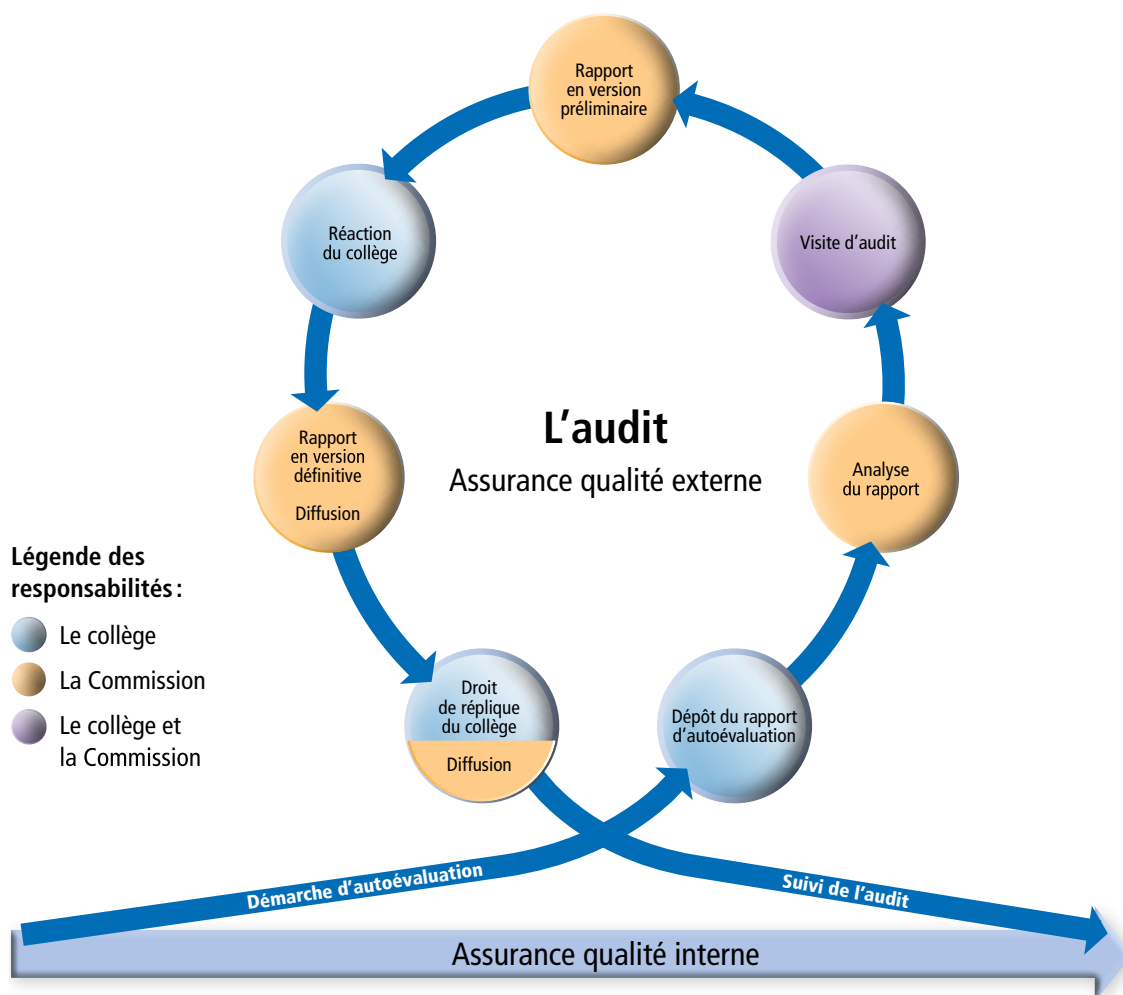 Rapport
en version
préliminaire
Réaction
du collège
Visite d'audit
L'audit
Assurance qualité externe
Rapport
en version
définitive
Diffusion
Analyse
du rapport
Légende des
responsabilités :
Le collège
La Commission
Le collège et
la Commission
Droit
de réplique
du collège
Diffusion
Dépôt du rapport
d'autoévaluation
Démarche d'autoévaluation
Suivi de l'audit
Assurance qualité interne